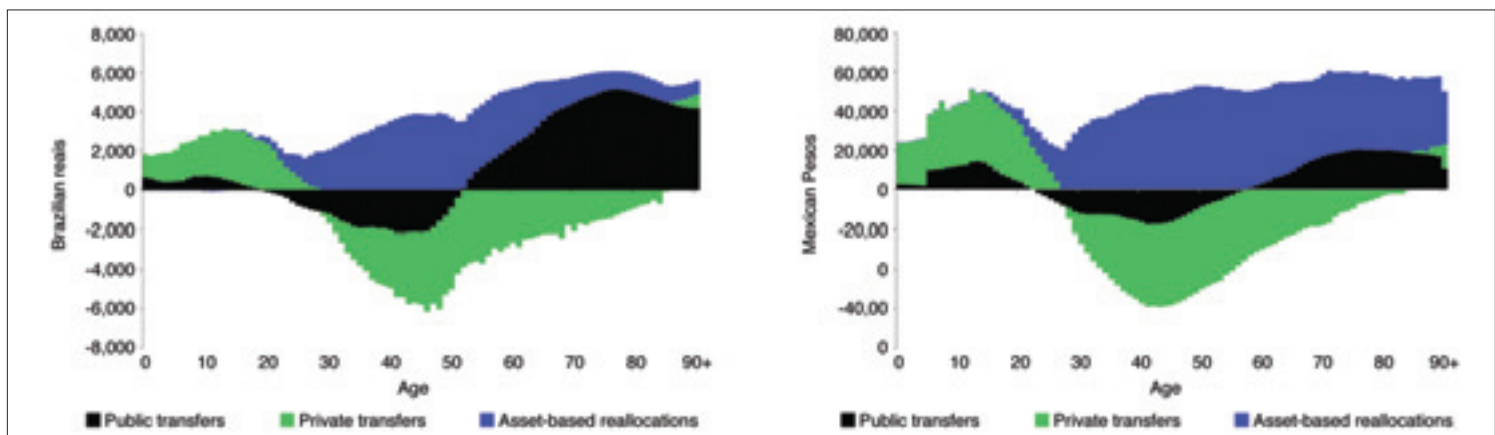 8,000
6,000
4,000
2,000
0
-2,000
-4,000
-6,000
-8,000
Brazilian reais
0 10 20 30 40 50 60 70 80 90+
Age
Public transfers Private transfers Asset-based reallocations
80,000
60,000
40,000
20,000
0
-20,00
0
-40,00
0
Mexican Pesos
0 10 20 30 40 50 60 70 80 90+
Age
Public transfers Private transfers Asset-based reallocations